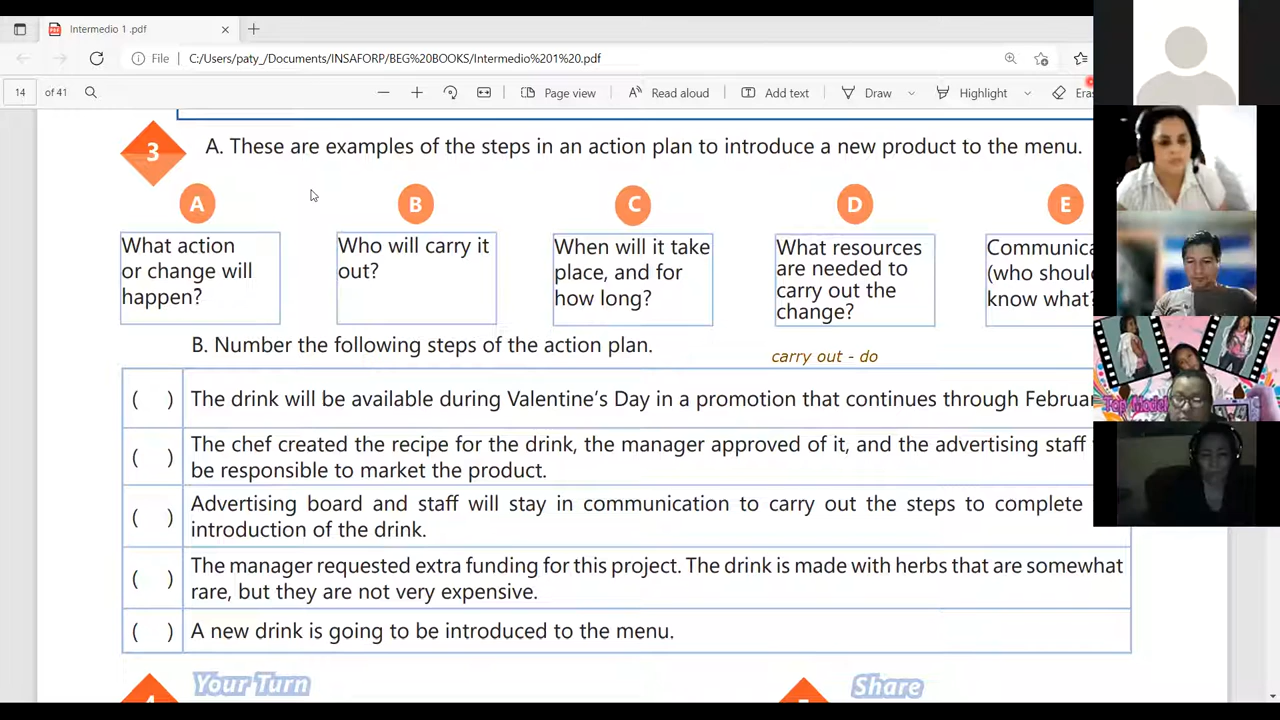 Intermedio 1 .pdf
File
C:/Users/paty_/Documents/INSAFORP/BEG%20BOOKS/Intermedio%201%20.pdf
14 of 41
Page view
Read aloud
Add text
Draw
Highlight
3
A. These are examples of the steps in an action plan to introduce a new product to the menu.
A
What action
or change will
happen?
B
Who will carry it
out?
C
When will it take
place, and for
how long?
D
What resources
are needed to
carry out the
change?
E
(who
know what?
B. Number the following steps of the action plan.
carry out - do
( ) The drink will be available during Valentine's Day in a promotion that continues through
( ) The chef created the recipe for the drink, the manager approved of it, and the advertising staff
be responsible to market the product.
( ) Advertising board and staff will stay in communication to carry out the steps to complete
introduction of the drink.
( ) The manager requested extra funding for this project. The drink is made with herbs that are somewhat
rare, but they are not very expensive.
( ) A new drink is going to be introduced to the menu.
Your Turn
Share
Top Model